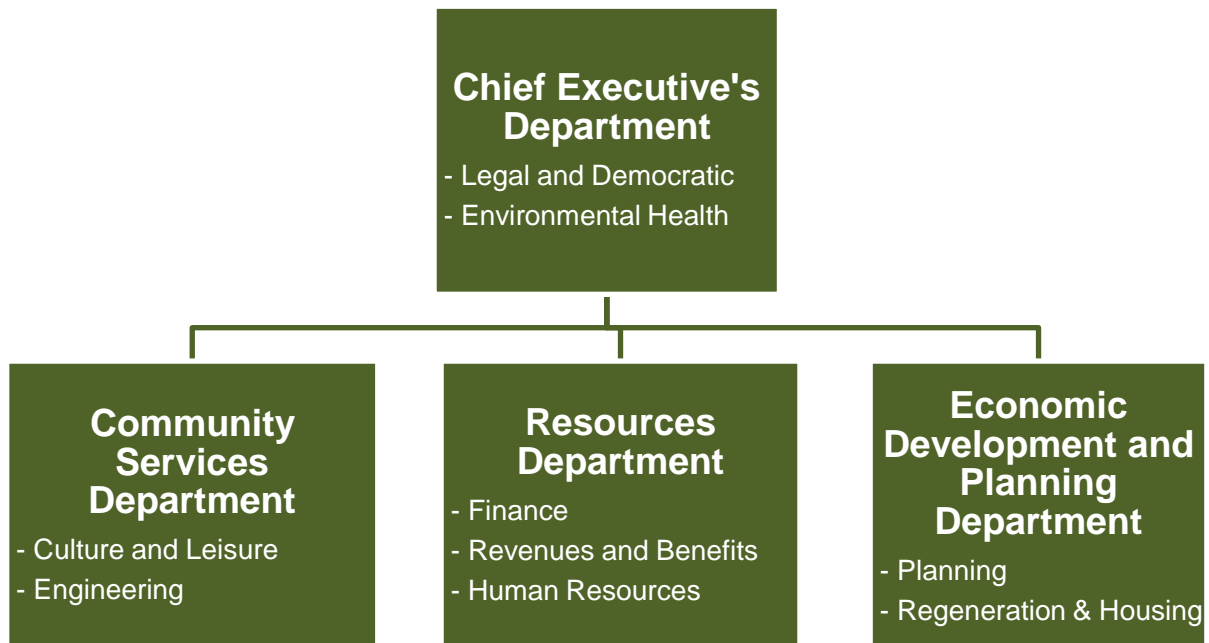 Chief Executive's
Department
- Legal and Democratic
- Environmental Health
Community
Services
Department
- Culture and Leisure
- Engineering
Resources
Department
- Finance
- Revenues and Benefits
- Human Resources
Economic
Development and
Planning
Department
- Planning
- Regeneration & Housing